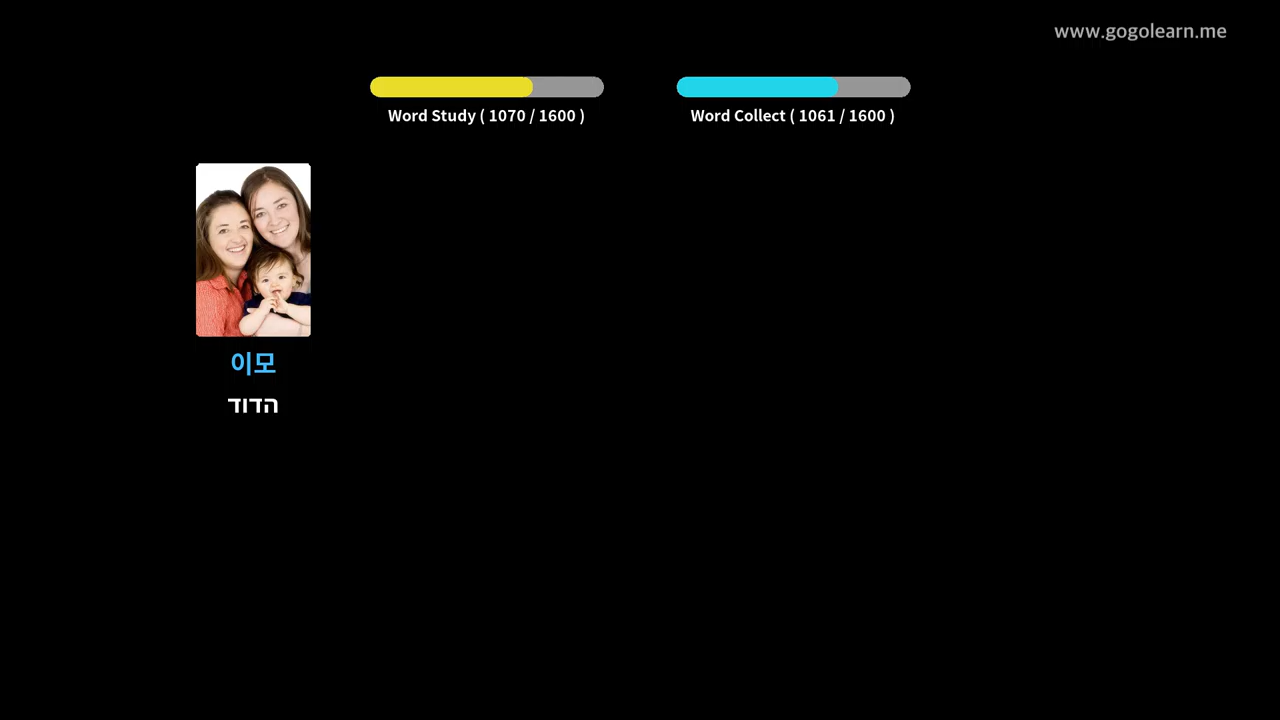 www.gogolearn.me
Word Study ( 1070 / 1600 )
Word Collect ( 1061 / 1600 )
이모
הדוד